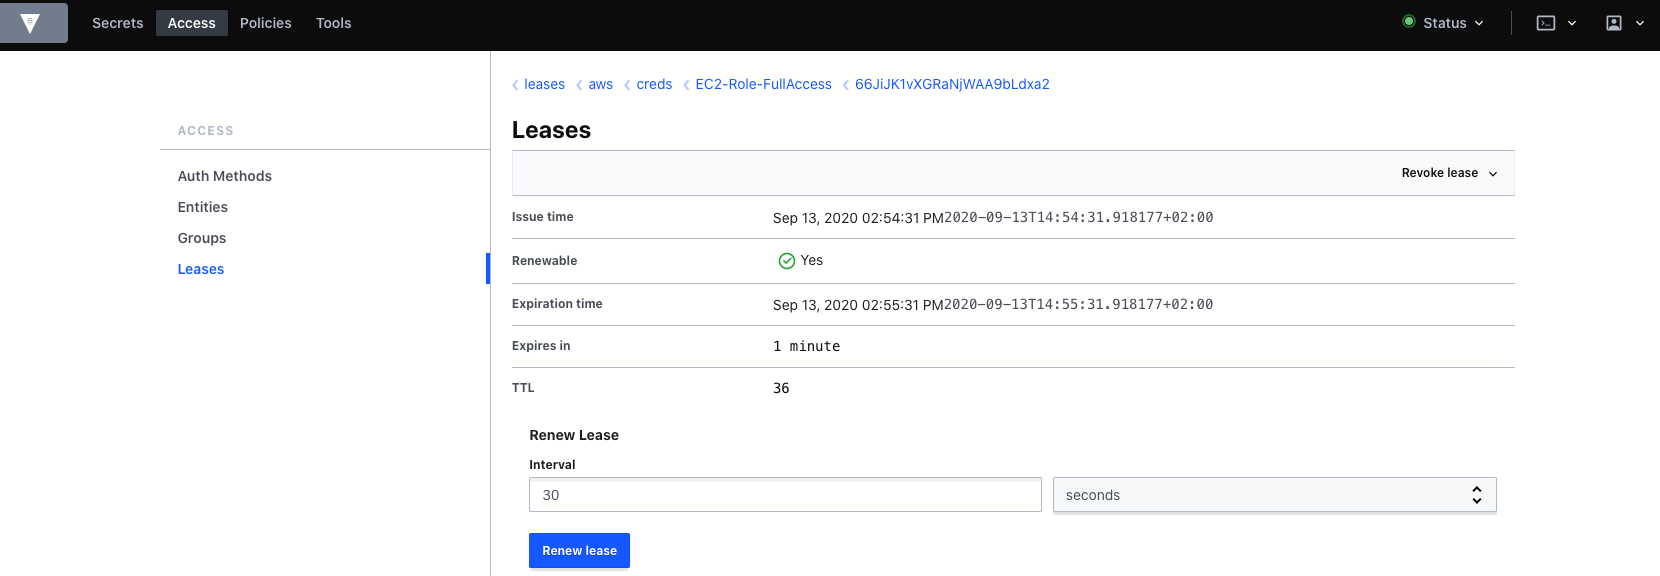 Secrets Access Policies Tools Status
leases aws creds EC2-Role-FullAccess 66JiJK1vXGRaNjWAA9bLdxa2
ACCESS
Auth Methods
Entities
Groups
Leases
Leases
Revoke lease
Issue time Sep 13, 2020 02:54:31 PM2020-09-13T14:54:31.918177+02:00
Renewable Yes
Expiration time Sep 13, 2020 02:55:31 PM2020-09-13T14:55:31.918177+02:00
Expires in 1 minute
TTL 36
Renew Lease
Interval
30 seconds
Renew lease